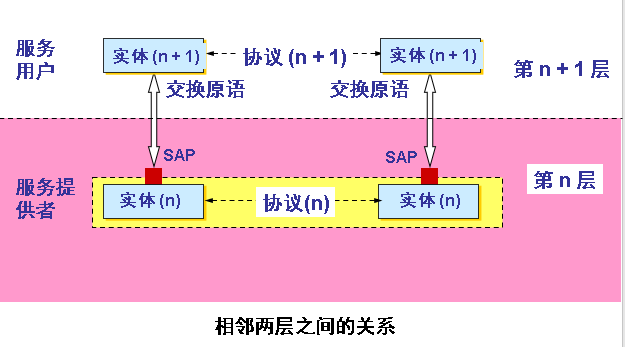 服务
用户
实体(n+1)
协议(n+1)
实体(n+1)
第 n+1 层
交换原语
交换原语
SAP
SAP
服务提
供者
第 n 层
实体(n)
协议(n)
实体(n)
相邻两层之间的关系